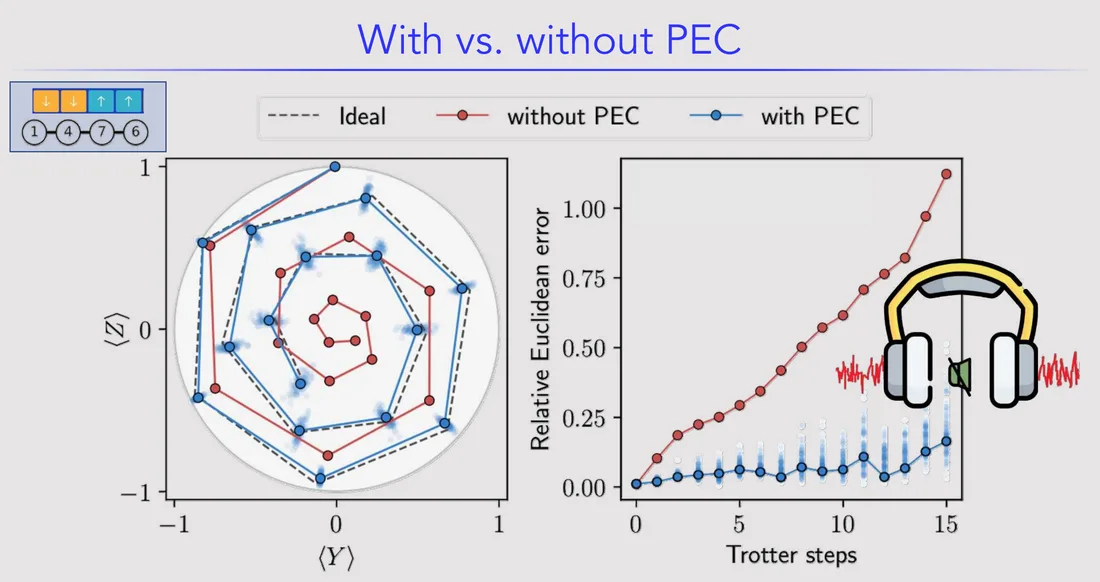 With vs. without PEC
↓ ↓ ↑ ↑
1 4 7 6
Ideal without PEC with PEC
1
0
−1
⟨Z⟩
−1 0 1
⟨Y⟩
Relative Euclidean error
1.00
0.75
0.50
0.25
0.00
0 5 10 15
Trotter steps